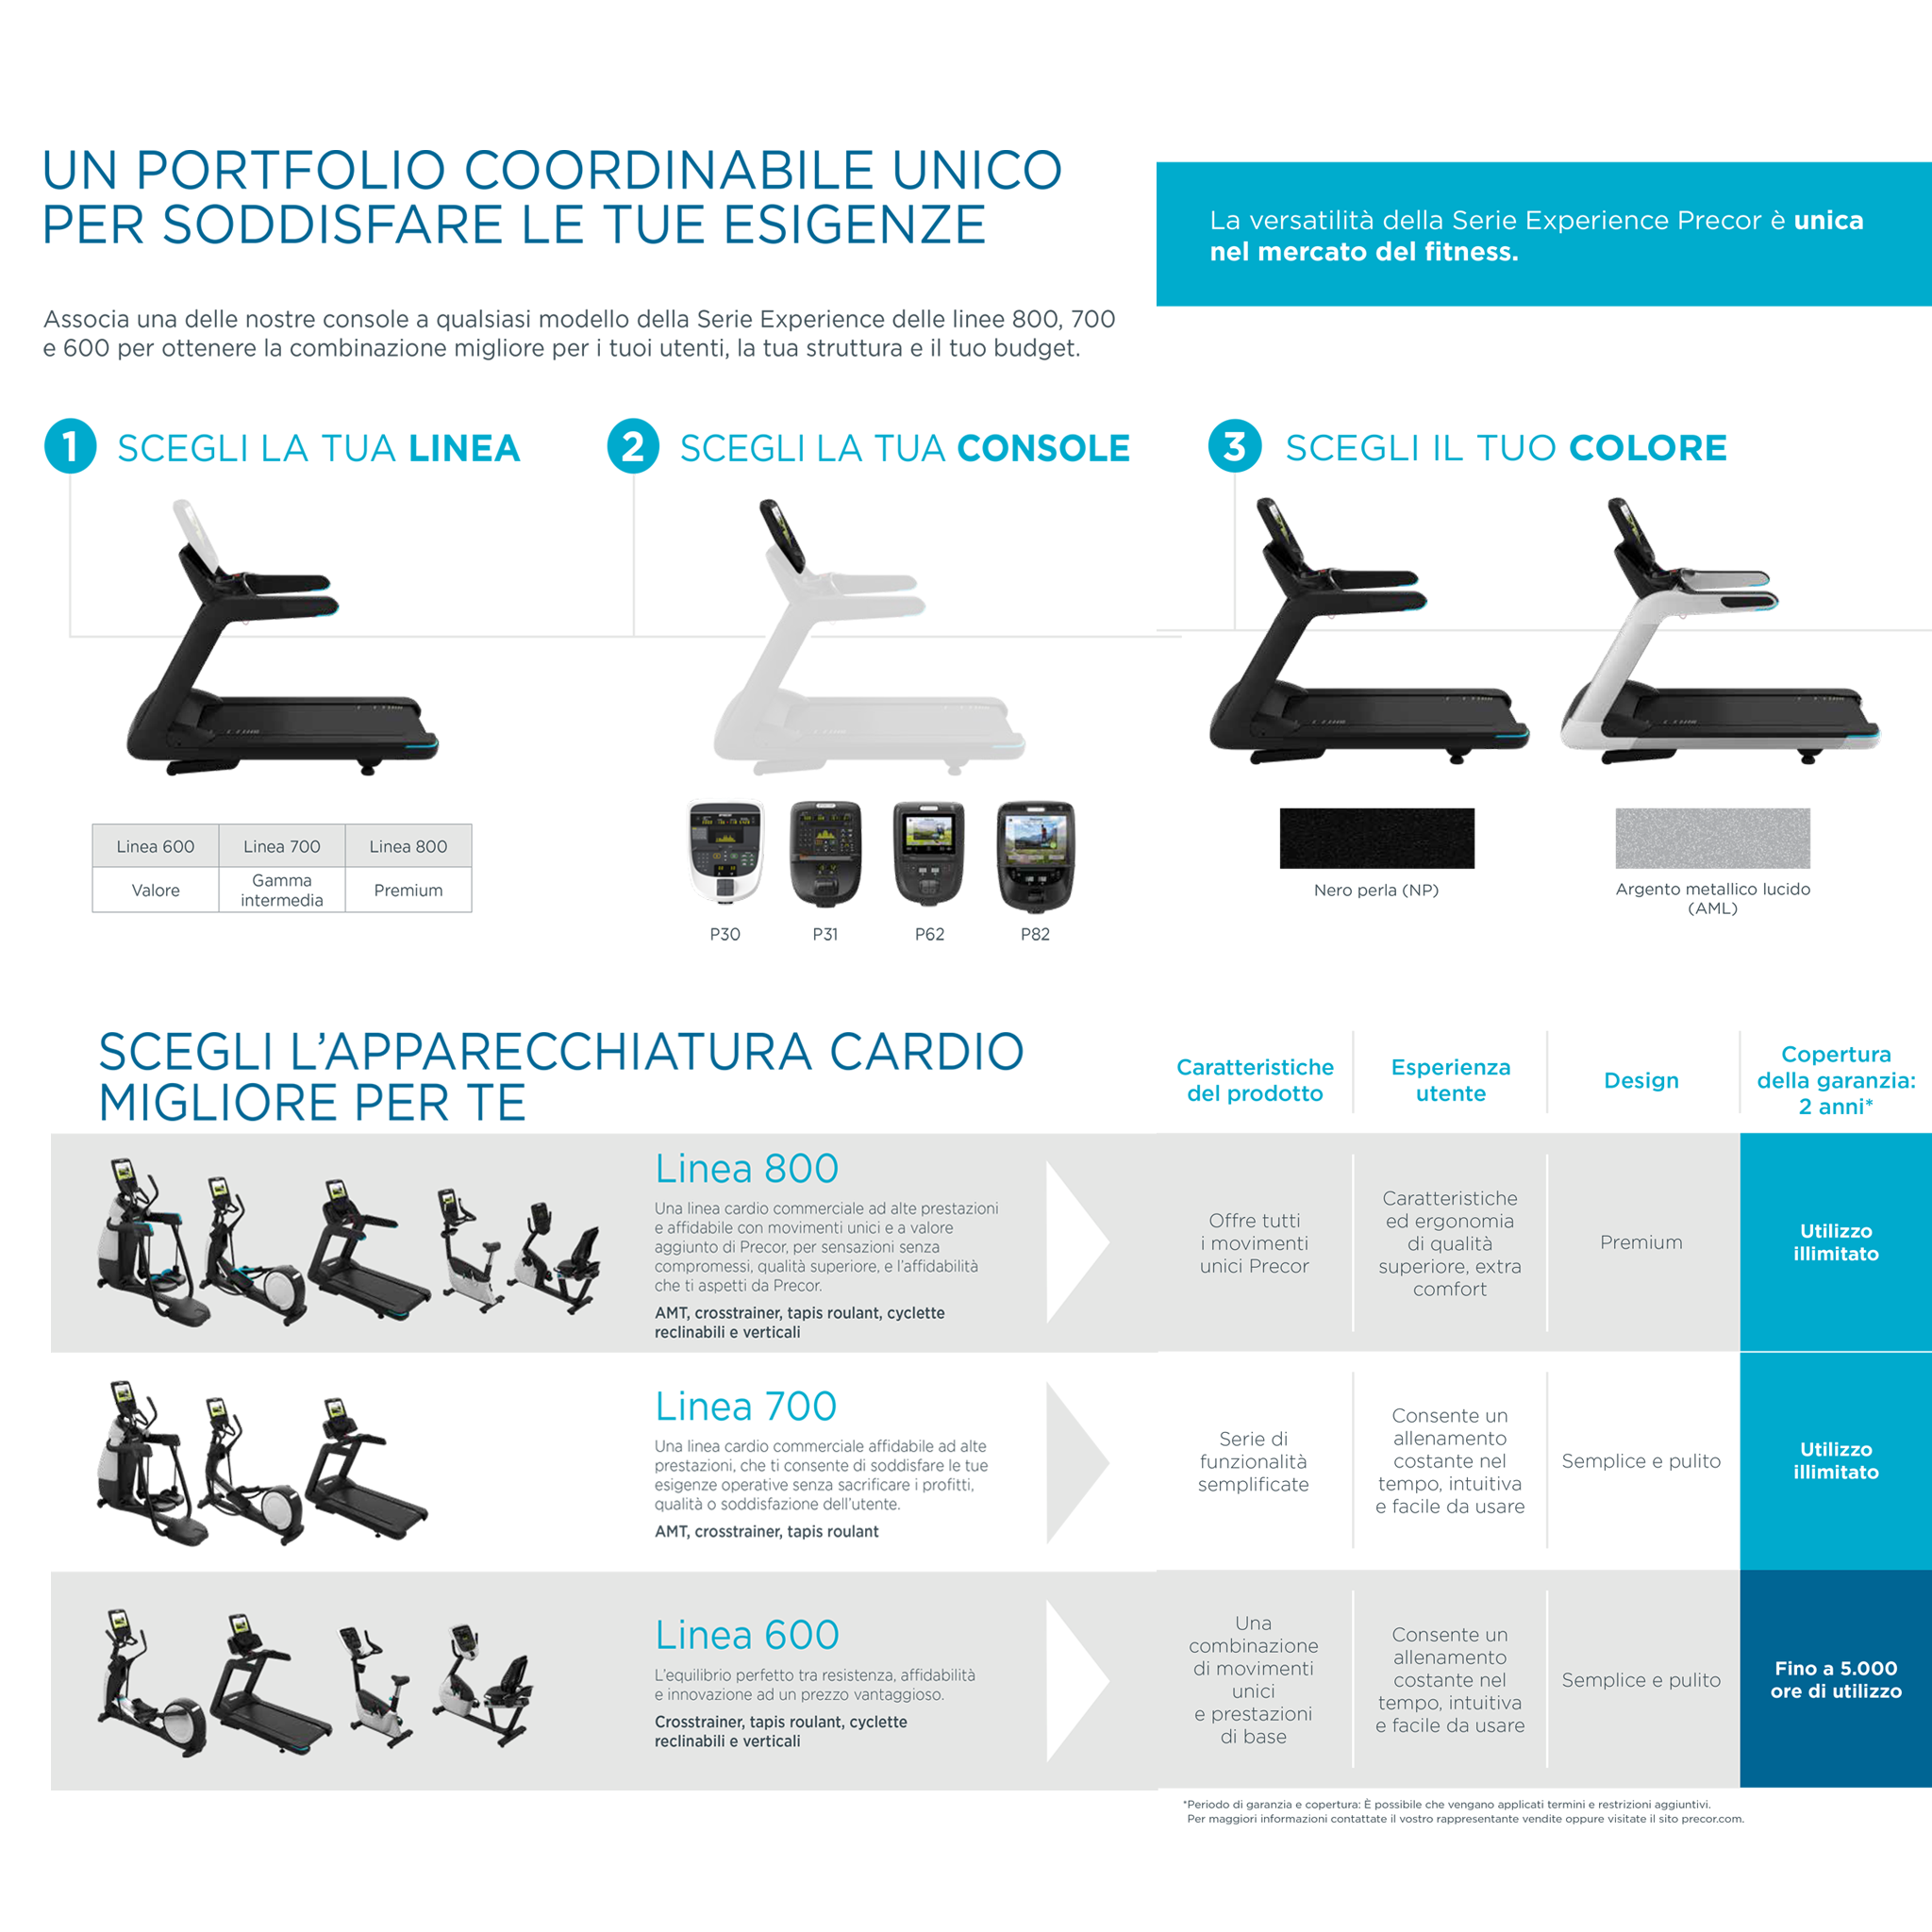 UN PORTFOLIO COORDINABILE UNICO
PER SODDISFARE LE TUE ESIGENZE
La versatilità della Serie Experience Precor è unica
nel mercato del fitness.
Associa una delle nostre console a qualsiasi modello della Serie Experience delle linee 800, 700
e 600 per ottenere la combinazione migliore per i tuoi utenti, la tua struttura e il tuo budget.
1 SCEGLI LA TUA LINEA
2 SCEGLI LA TUA CONSOLE
3 SCEGLI IL TUO COLORE
Linea 600 Linea 700 Linea 800
Valore Gamma intermedia Premium
P30 P31 P62 P82
Nero perla (NP)
Argento metallico lucido
(AML)
SCEGLI L’APPARECCHIATURA CARDIO
MIGLIORE PER TE
Caratteristiche
del prodotto
Esperienza
utente
Design
Copertura
della garanzia:
2 anni*
Linea 800
Una linea cardio commerciale ad alte prestazioni
e affidabile con movimenti unici e a valore
aggiunto di Precor, per sensazioni senza
compromessi, qualità superiore, e l’affidabilità
che ti aspetti da Precor.
AMT, crosstrainer, tapis roulant, cyclette
reclinabili e verticali
Offre tutti
i movimenti
unici Precor
Caratteristiche
ed ergonomia
di qualità
superiore, extra
comfort
Premium
Utilizzo
illimitato
Linea 700
Una linea cardio commerciale affidabile ad alte
prestazioni, che ti consente di soddisfare le tue
esigenze operative senza sacrificare i profitti,
qualità o soddisfazione dell’utente.
AMT, crosstrainer, tapis roulant
Serie di
funzionalità
semplificate
Consente un
allenamento
costante nel
tempo, intuitiva
e facile da usare
Semplice e pulito
Utilizzo
illimitato
Linea 600
L’equilibrio perfetto tra resistenza, affidabilità
e innovazione ad un prezzo vantaggioso.
Crosstrainer, tapis roulant, cyclette
reclinabili e verticali
Una
combinazione
di movimenti
unici
e prestazioni
di base
Consente un
allenamento
costante nel
tempo, intuitiva
e facile da usare
Semplice e pulito
Fino a 5.000
ore di utilizzo
*Periodo di garanzia e copertura: È possibile che vengano applicati termini e restrizioni aggiuntivi.
Per maggiori informazioni contattate il vostro rappresentante vendite oppure visitate il sito precor.com.